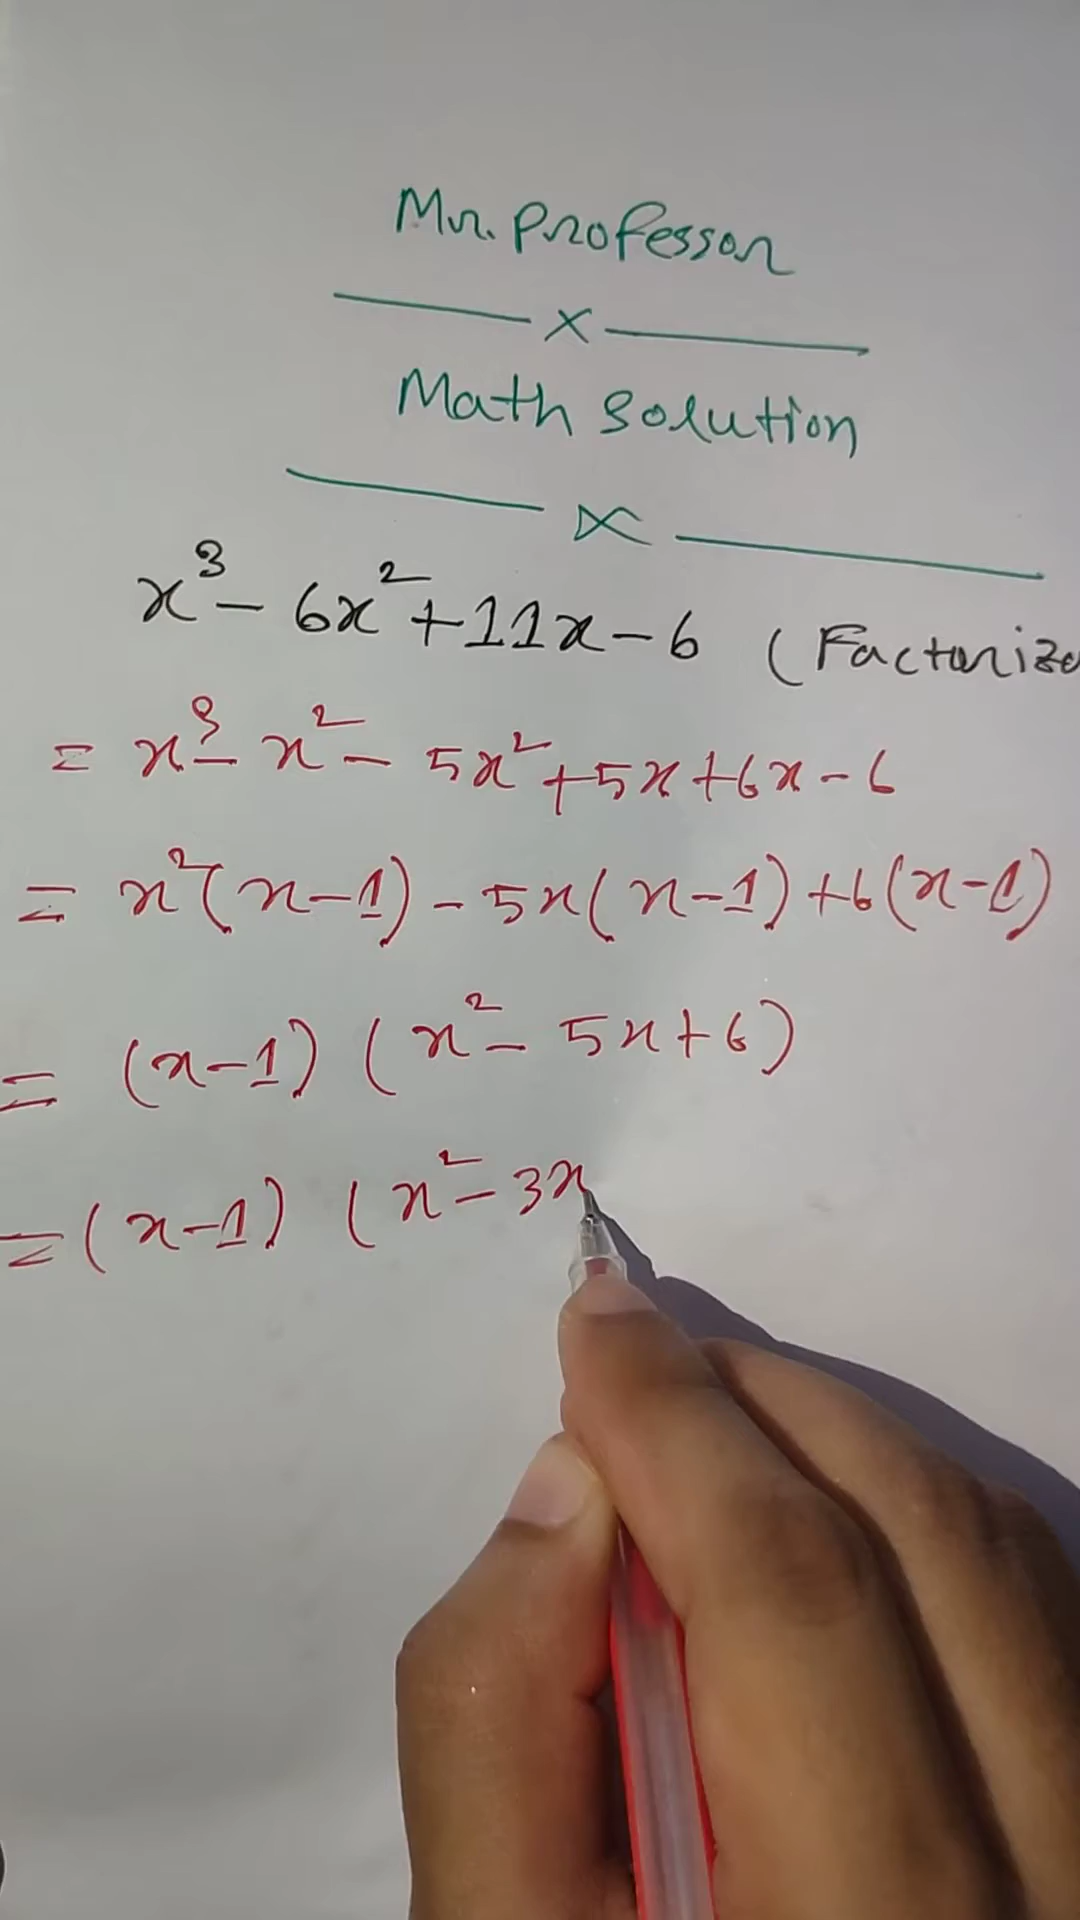 Mr. Professor
x
Math solution
x³ - 6x² + 11x - 6 (Factorize
= x³ - x² - 5x² + 5x + 6x - 6
= x²(x-1) - 5x(x-1) + 6(x-1)
= (x-1) (x² - 5x + 6)
= (x-1) (x² - 3x